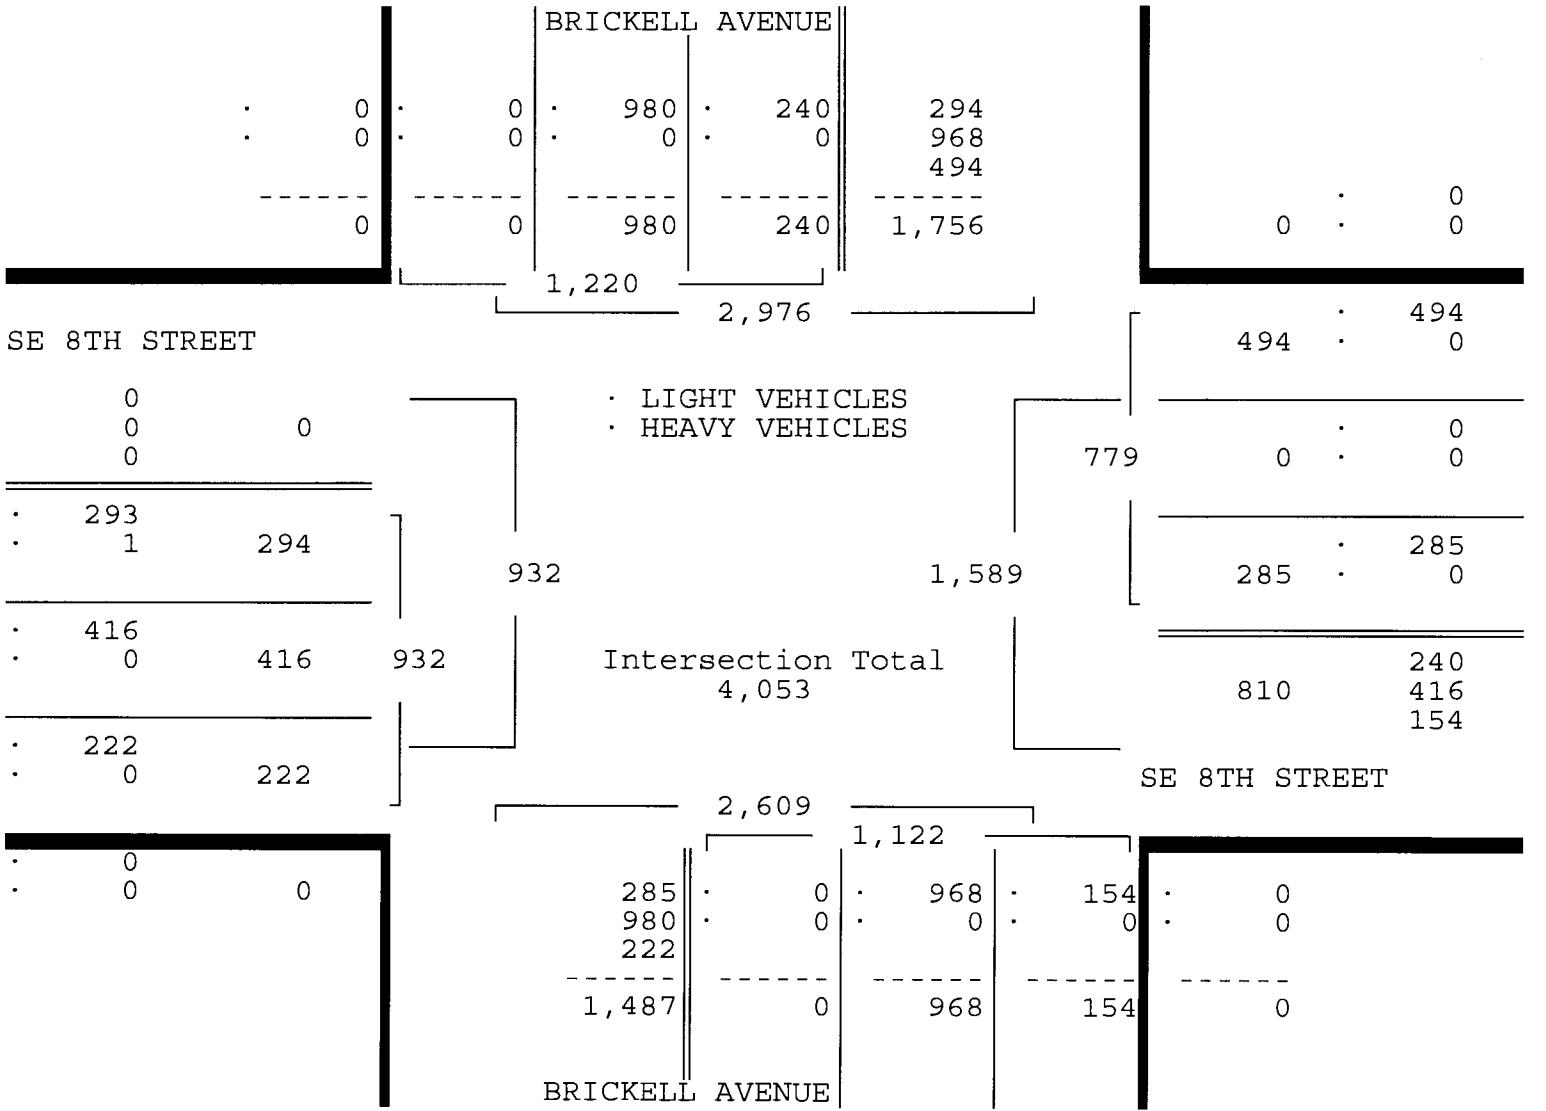 BRICKELL AVENUE
· 0 · 0 · 980 · 240 294
· 0 · 0 · 0 · 0 968
494
------ ------ ------ ------ ------
· 0
0 0 980 240 1,756 0 · 0
1,220
2,976 · 494
SE 8TH STREET 494 · 0
0 · LIGHT VEHICLES
0 0 · HEAVY VEHICLES · 0
0 779 0 · 0
· 293
· 1 294 · 285
932 1,589 285 · 0
· 416
· 0 416 932 Intersection Total 240
4,053 810 416
154
· 222
· 0 222 SE 8TH STREET
2,609
1,122
· 0
· 0 0 285 · 0 · 968 · 154 · 0
980 · 0 · 0 · 0 · 0
222
------ ------ ------ ------ ------
1,487 0 968 154 0
BRICKELL AVENUE